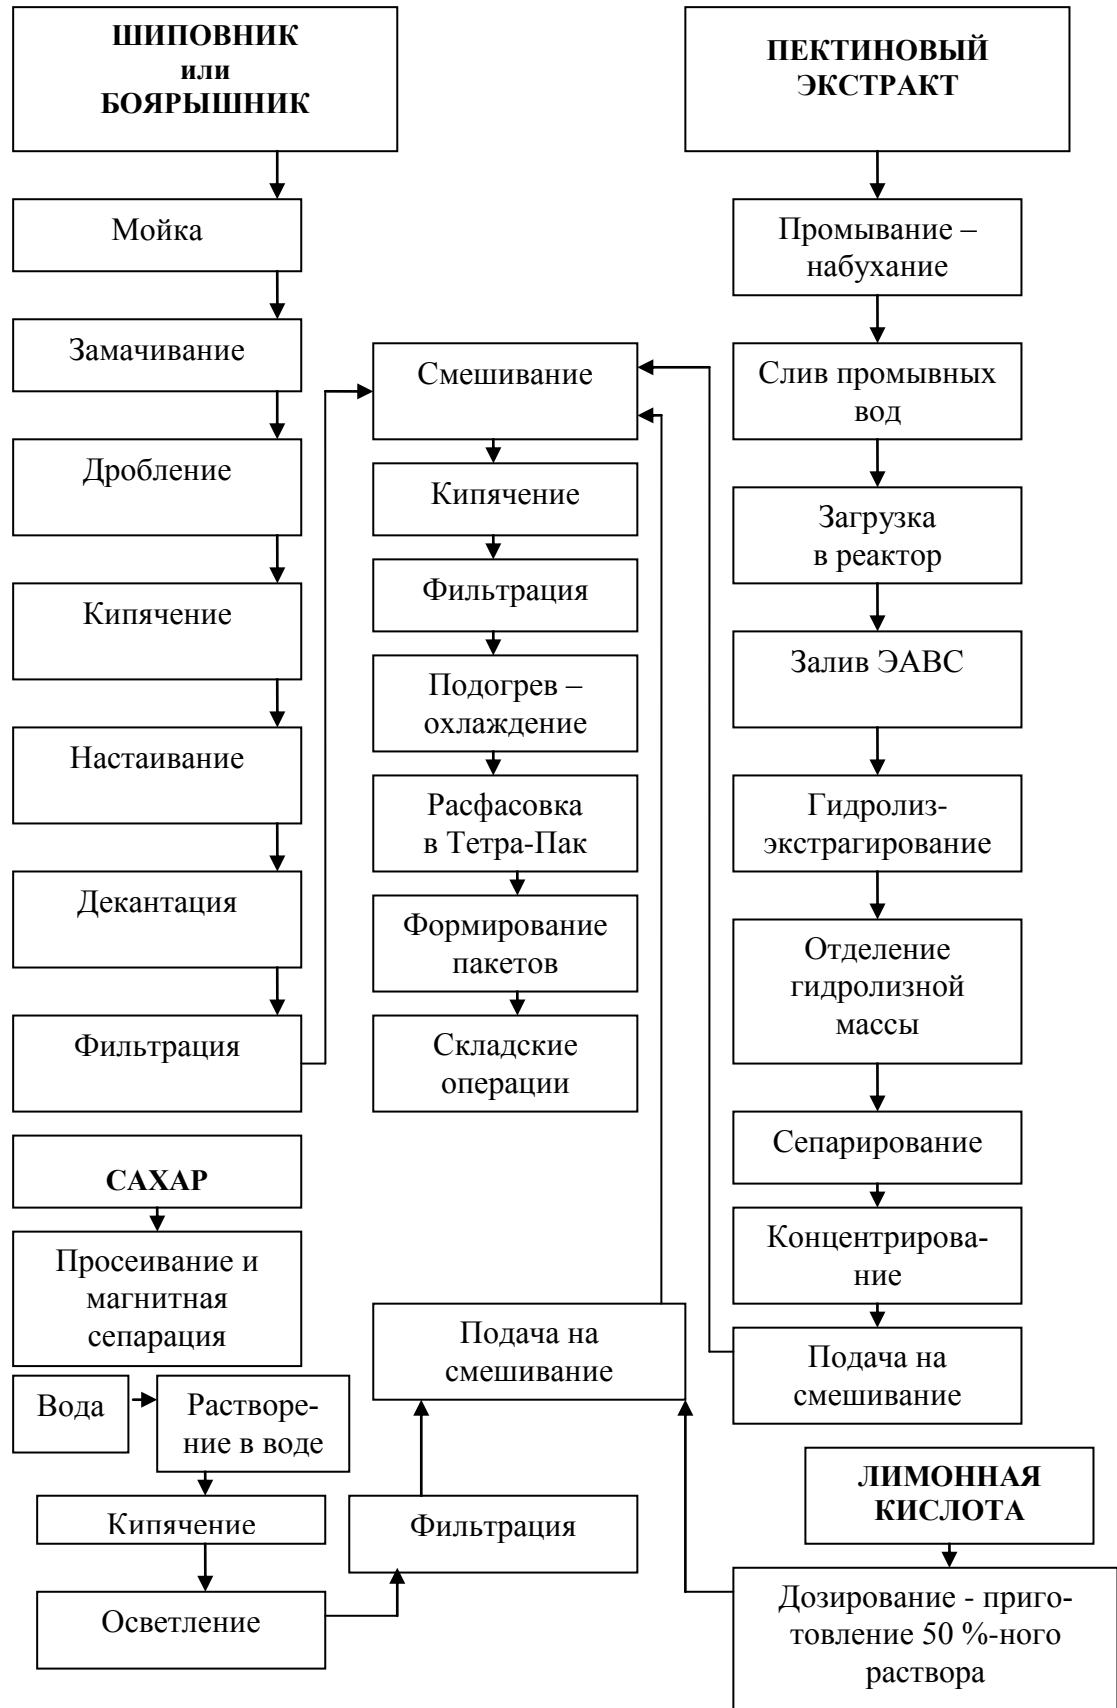 ШИПОВНИК
или
БОЯРЫШНИК
Мойка
Замачивание
Дробление
Кипячение
Настаивание
Декантация
Фильтрация
САХАР
Просеивание и
магнитная
сепарация
Вода
Растворе-
ние в воде
Кипячение
Осветление
Фильтрация
Подача на
смешивание
Смешивание
Кипячение
Фильтрация
Подогрев –
охлаждение
Расфасовка
в Тетра-Пак
Формирование
пакетов
Складские
операции
ПЕКТИНОВЫЙ
ЭКСТРАКТ
Промывание –
набухание
Слив промывных
вод
Загрузка
в реактор
Залив ЭАВС
Гидролиз-
экстрагирование
Отделение
гидролизной
массы
Сепарирование
Концентрирова-
ние
Подача на
смешивание
ЛИМОННАЯ
КИСЛОТА
Дозирование - приго-
товление 50 %-ного
раствора